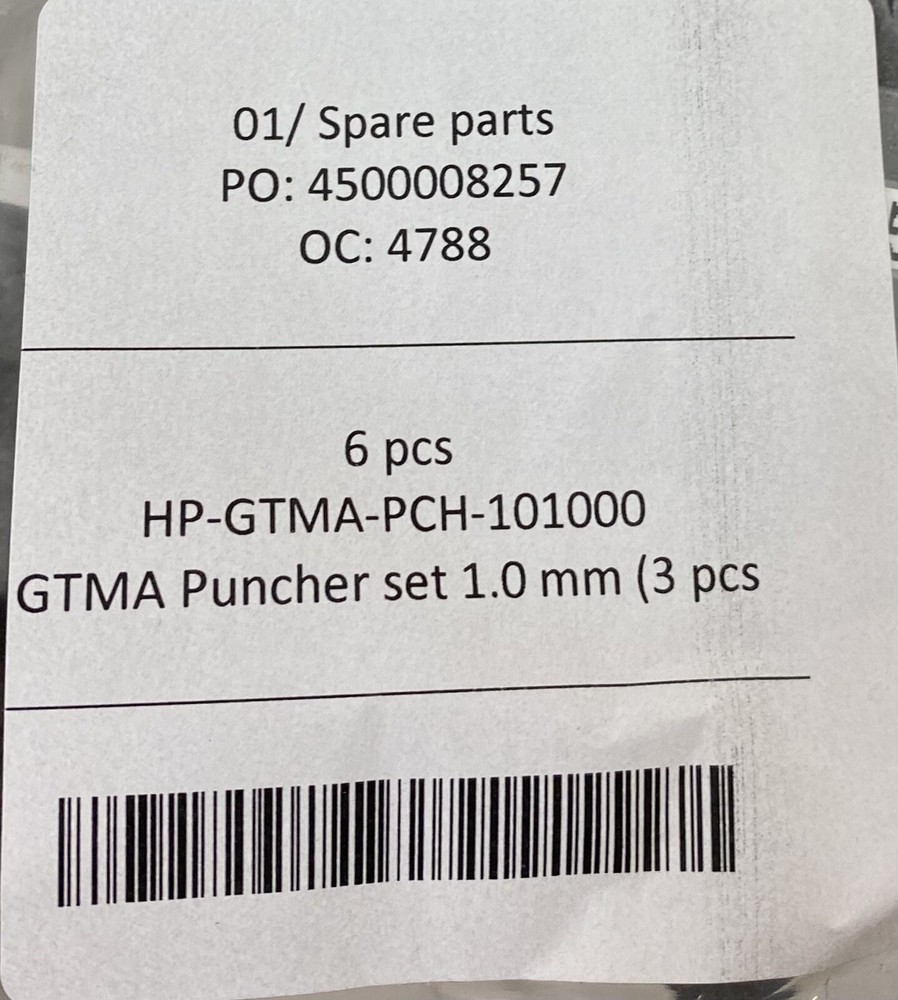 01/ Spare parts
PO: 4500008257
OC: 4788
6 pcs
HP-GTMA-PCH-101000
GTMA Puncher set 1.0 mm (3 pcs